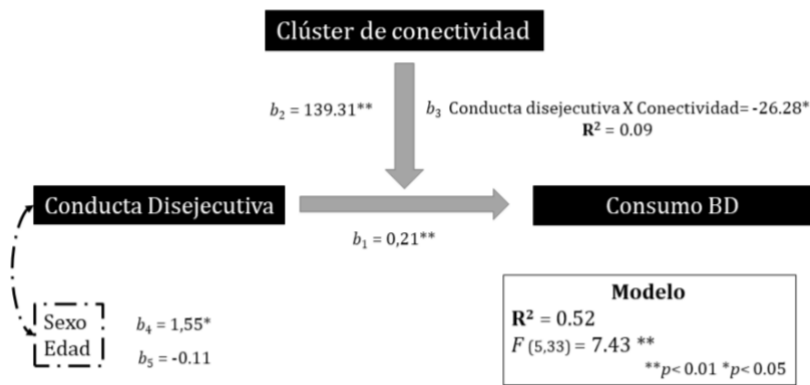 Clúster de conectividad
b₂ = 139.31**
b₃ Conducta disejecutiva X Conectividad= -26.28*
R² = 0.09
Conducta Disejecutiva
Consumo BD
b₁ = 0,21**
Sexo
Edad
b₄ = 1,55*
b₅ = -0.11
Modelo
R² = 0.52
F (5,33) = 7.43 **
**p< 0.01 *p< 0.05